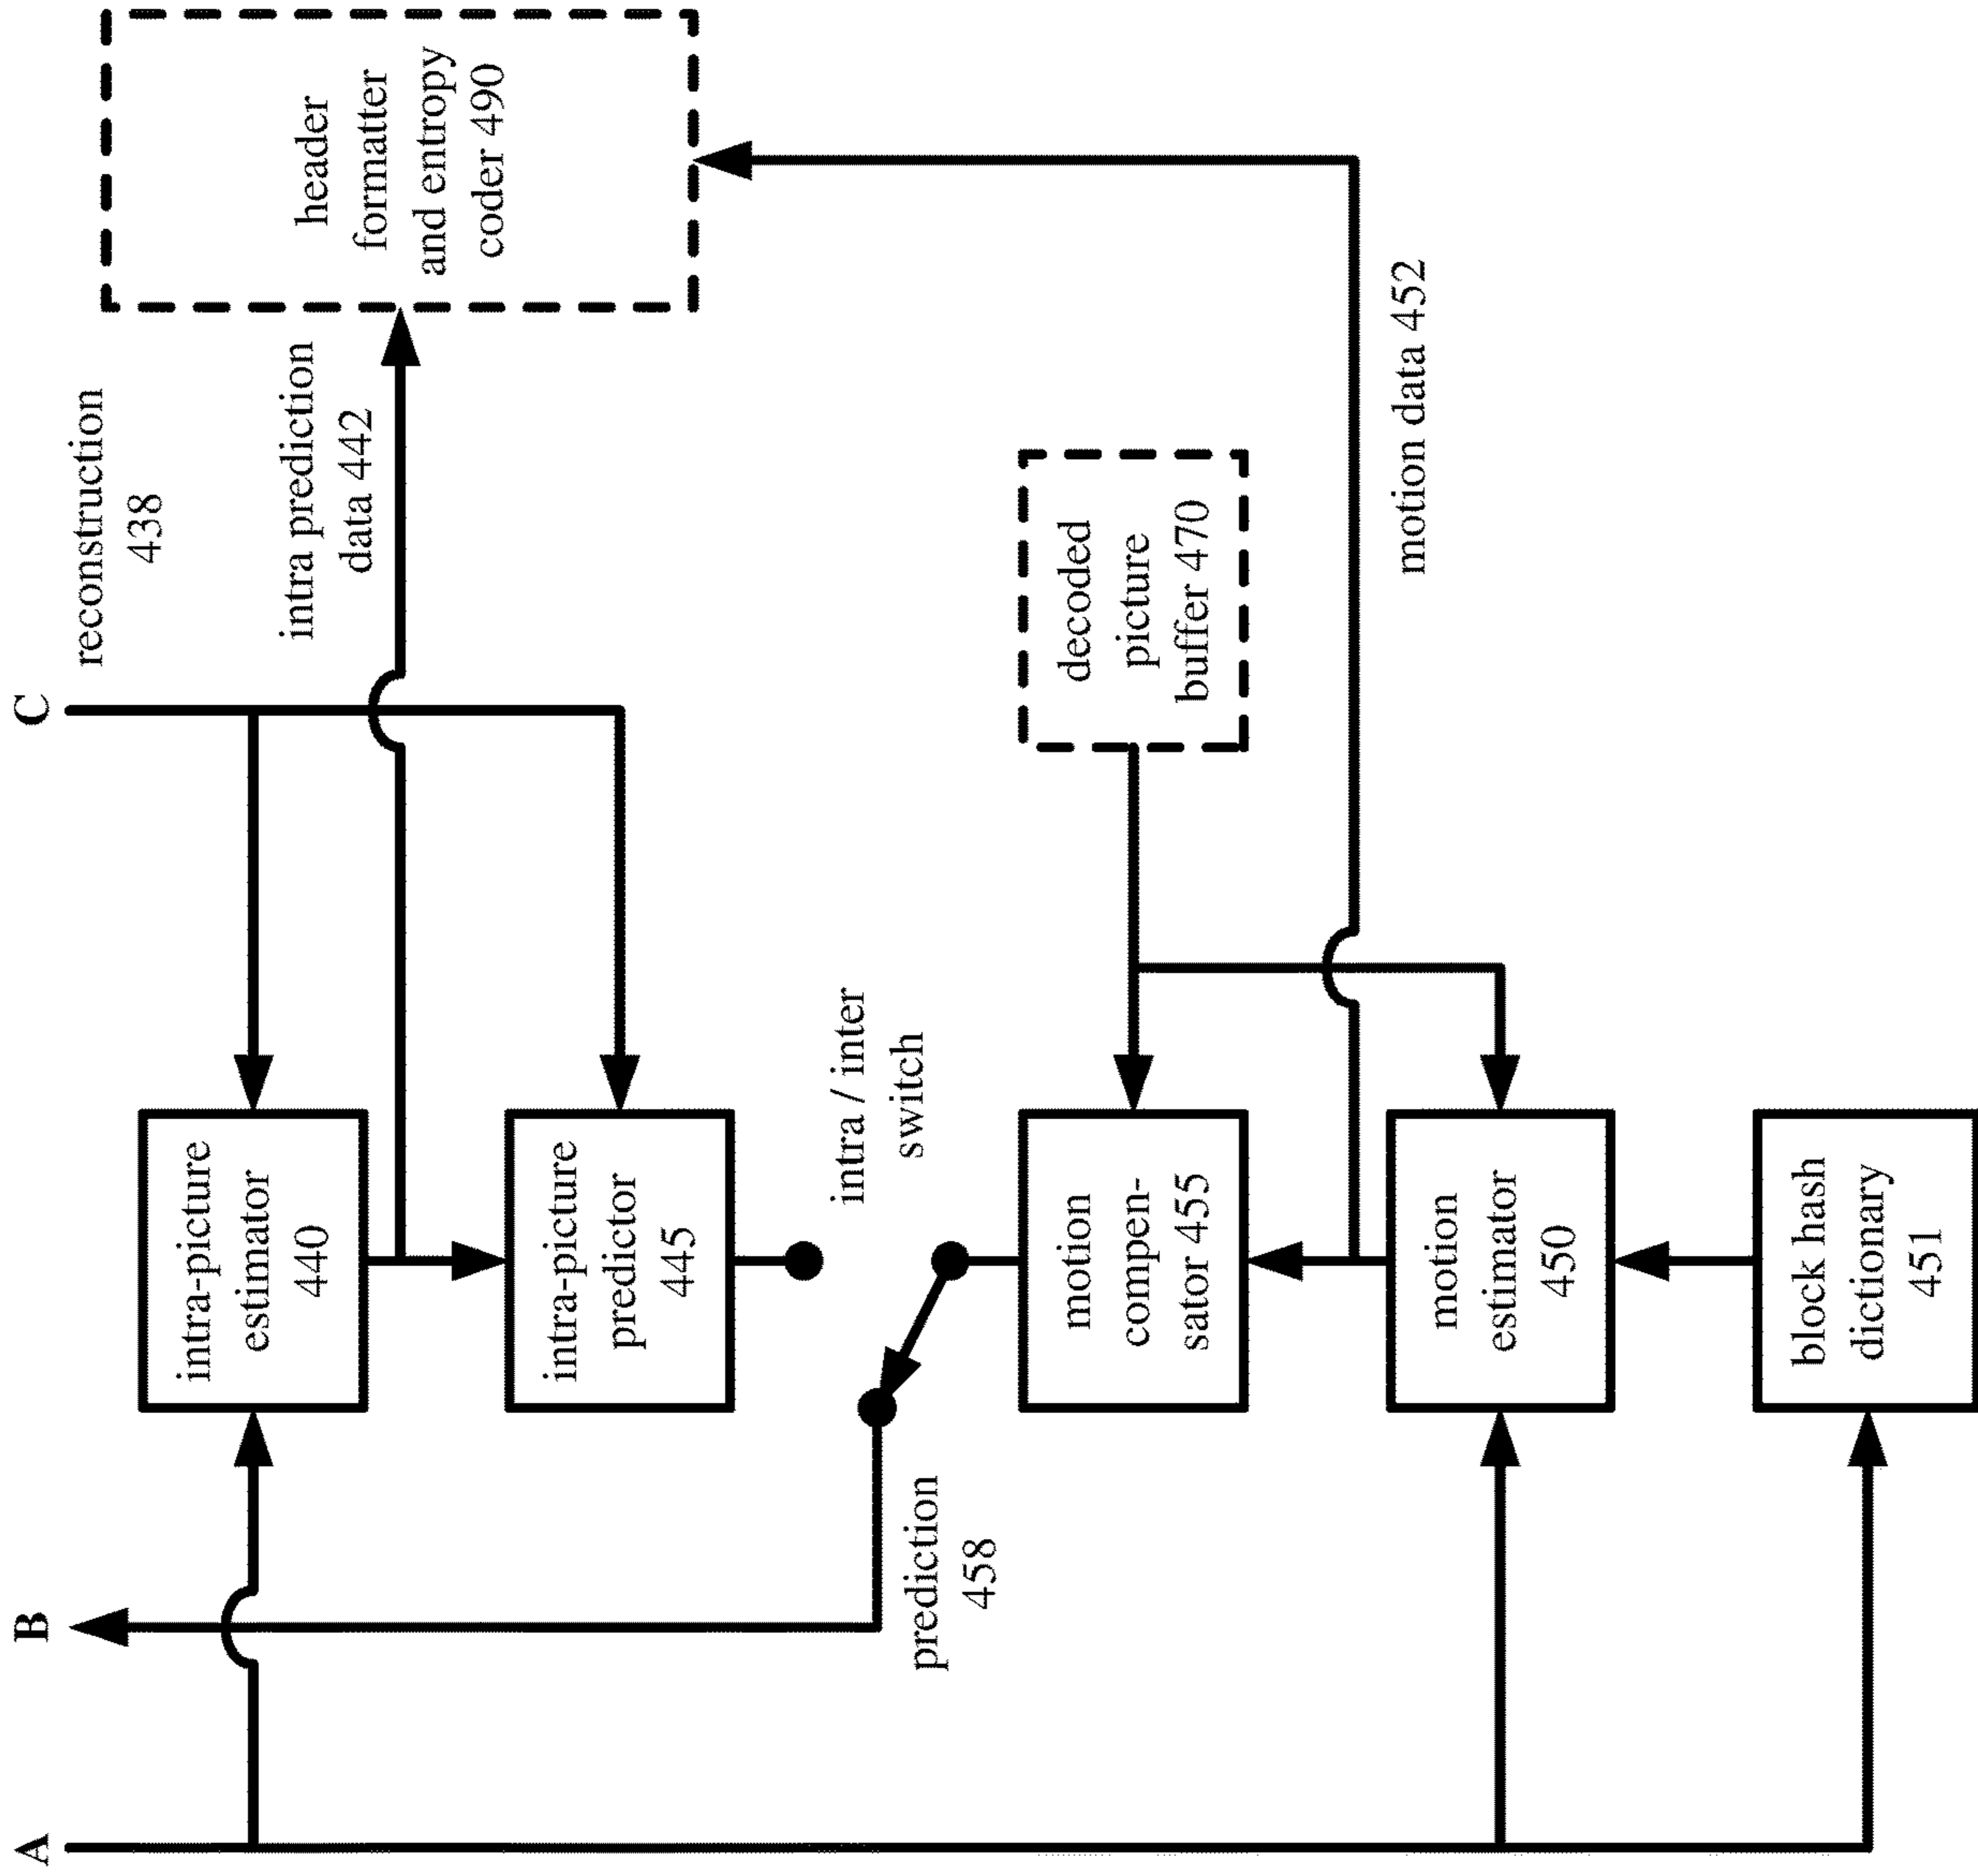 A
B
C
reconstruction
438
intra prediction
data 442
header
formatter
and entropy
coder 490
intra-picture
estimator
440
intra-picture
predictor
445
intra / inter
switch
prediction
458
motion
compen-
sator 455
decoded
picture
buffer 470
motion data 452
motion
estimator
450
block hash
dictionary
451